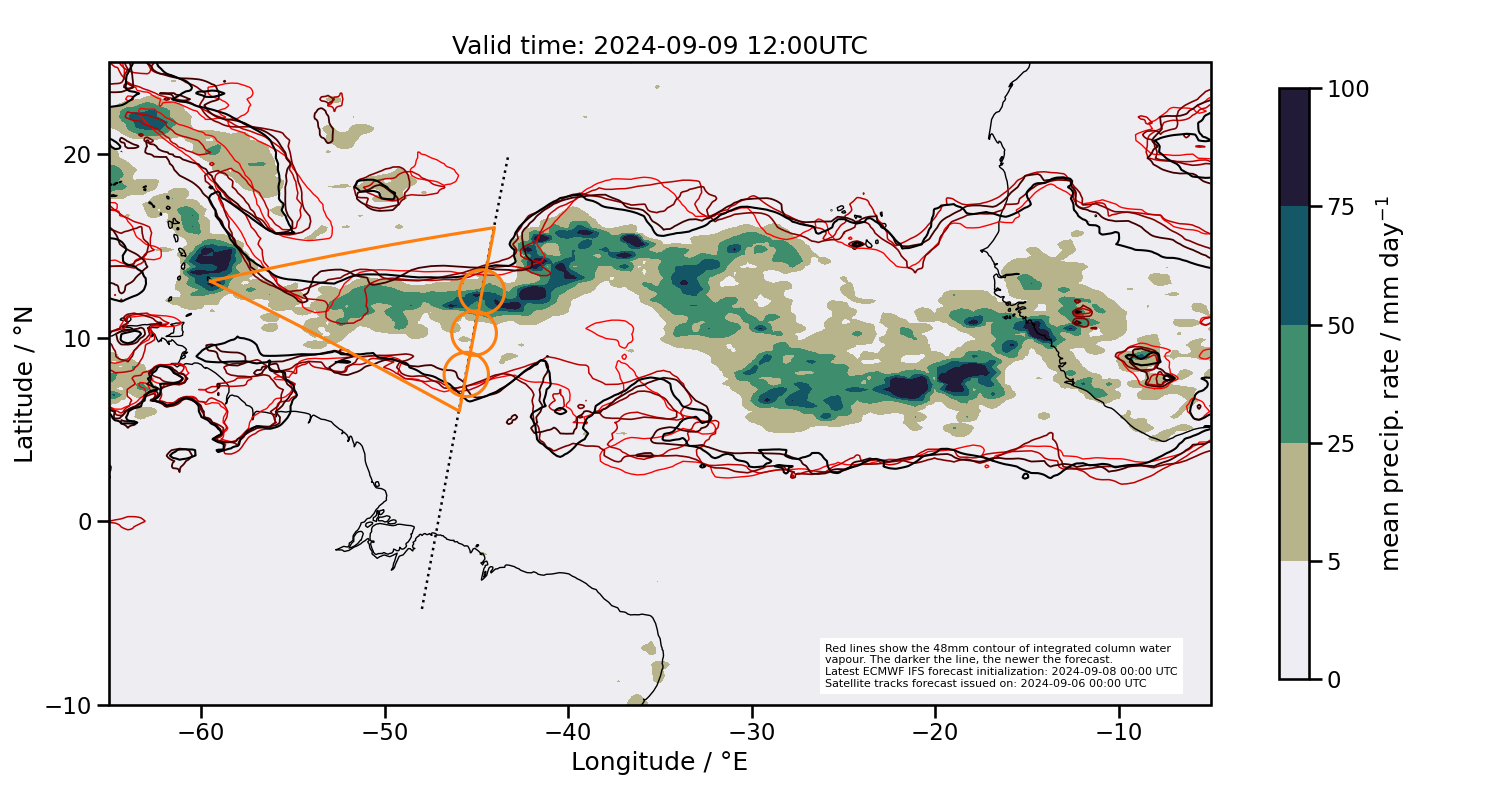 Valid time: 2024-09-09 12:00UTC
Latitude / °N
20
10
0
−10
−60
−50
−40
−30
−20
−10
Longitude / °E
Red lines show the 48mm contour of integrated column water
vapour. The darker the line, the newer the forecast.
Latest ECMWF IFS forecast initialization: 2024-09-08 00:00 UTC
Satellite tracks forecast issued on: 2024-09-06 00:00 UTC
100
75
50
25
5
0
mean precip. rate / mm day⁻¹